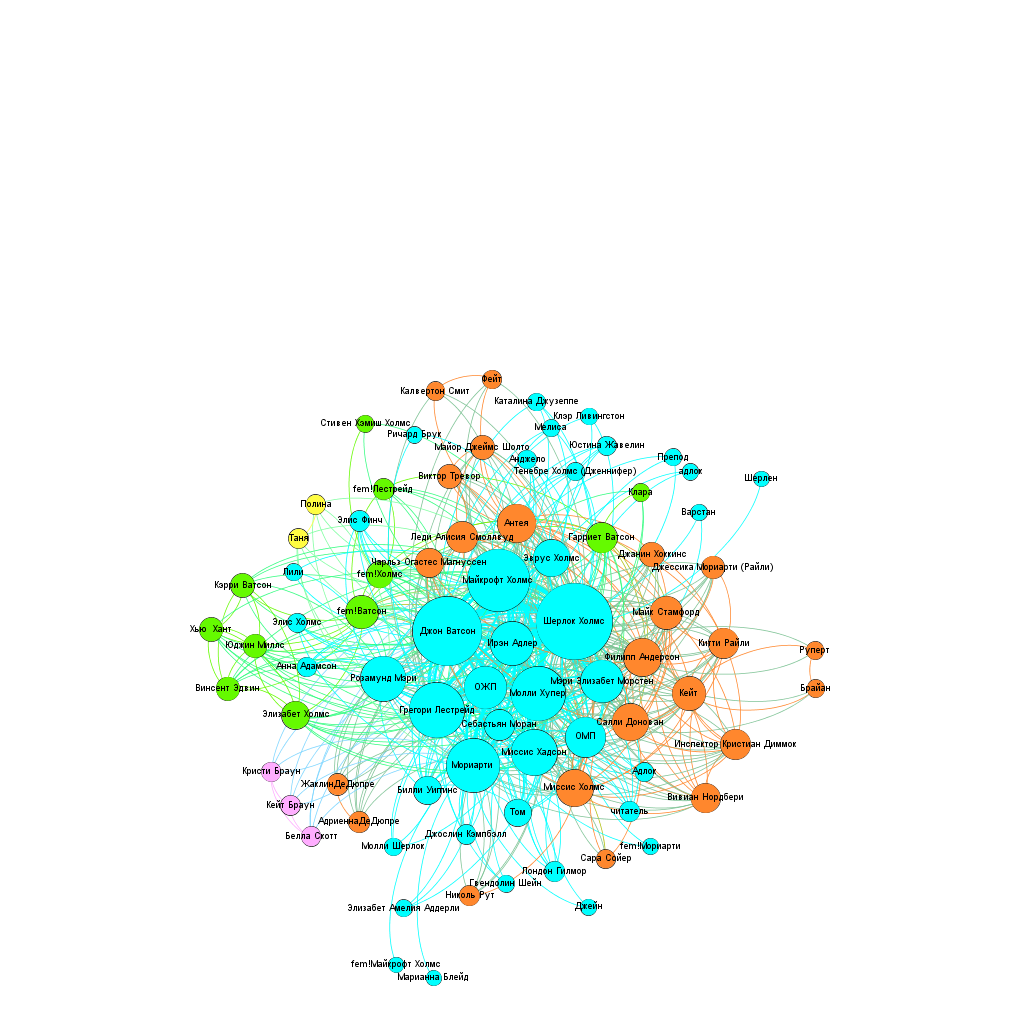 Фейт
Калвертон Смит
Каталина Джузеппе
Клэр Ливингстон
Стивен Хэмиш Холмс
Мелиса
Ричард Брук
Майор Джеймс Шолто
Юстина Жавелин
Анджело
Препод
Тенебре Холмс (Дженнифер)
адлок
Виктор Тревор
Шерлен
fem!Лестрейд
Клара
Полина
Варстан
Элис Финч
Антея
Таня
Леди Алисия Смоллвуд
Гарриет Ватсон
Джанин Хоккинс
Эврус Холмс
Чарльз Огастес Магнуссен
Джессика Мориарти (Райли)
Лили
fem!Холмс
Майкрофт Холмс
Кэрри Ватсон
fem!Ватсон
Майк Стамфорд
Элис Холмс
Шерлок Холмс
Хью Хант
Джон Ватсон
Ирэн Адлер
Китти Райли
Юджин Миллс
Руперт
Филипп Андерсон
Анна Адамсон
Розамунд Мэри
Мэри Элизабет Морстен
Винсент Эдвин
ОЖП
Брайан
Молли Хупер
Кейт
Грегори Лестрейд
Элизабет Холмс
Салли Донован
Себастьян Моран
ОМП
Инспектор Кристиан Диммок
Миссис Хадсон
Мориарти
Кристи Браун
Адлок
ЖаклинДеДюпре
Миссис Холмс
Билли Уиггинс
Вивиан Нордбери
Кейт Браун
Том
читатель
АдриеннаДеДюпре
Белла Скотт
Джослин Кэмпбэлл
Молли Шерлок
fem!Мориарти
Сара Сойер
Лондон Гилмор
Гвендолин Шейн
Николь Рут
Элизабет Амелия Аддерли
Джейн
fem!Майкрофт Холмс
Марианна Блейд